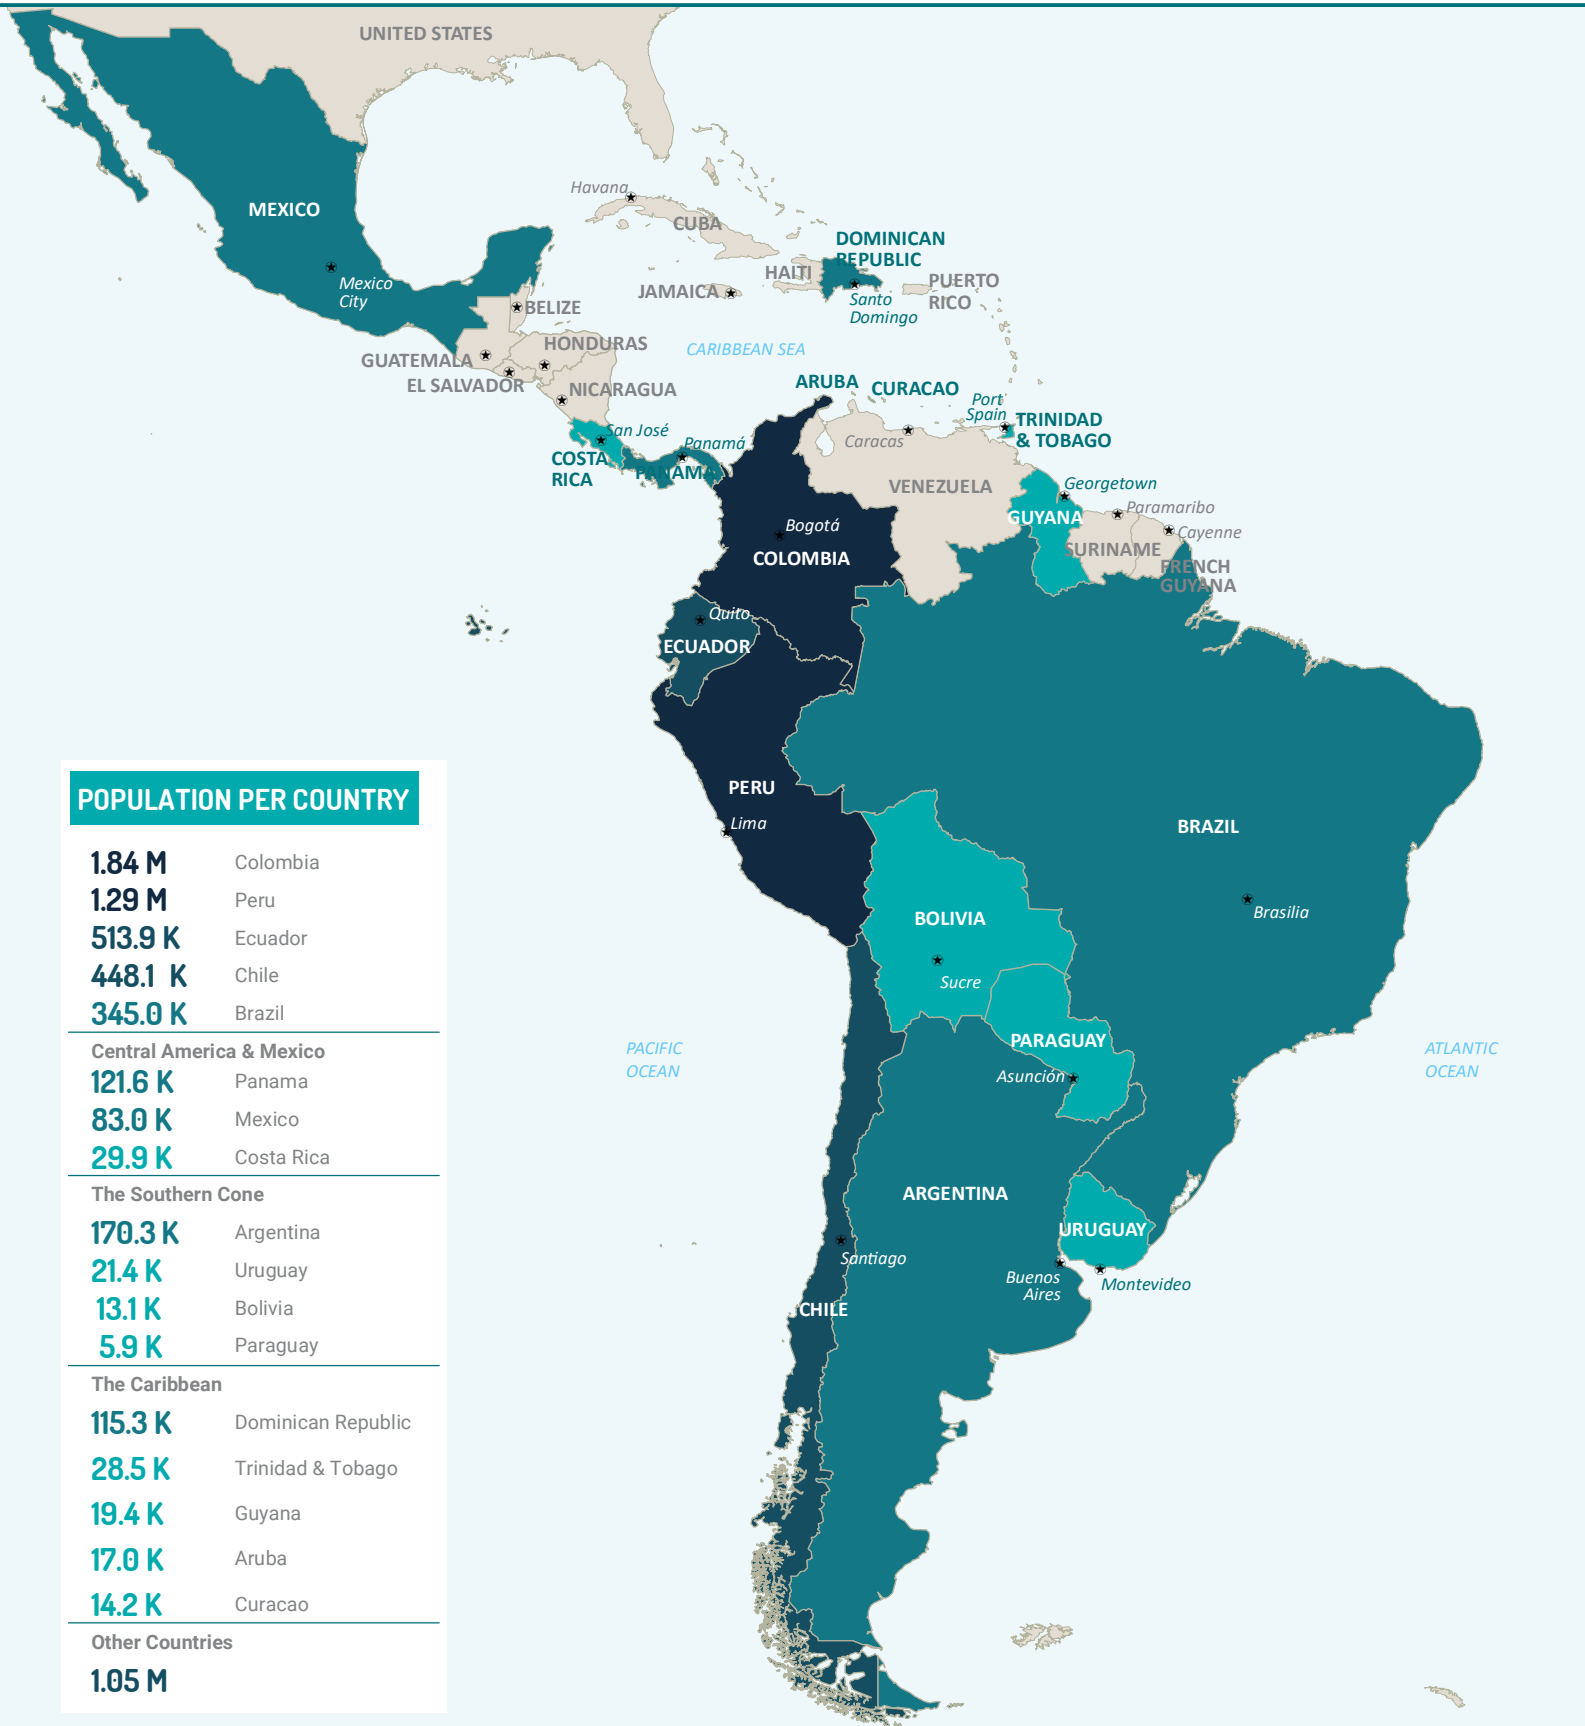 UNITED STATES
MEXICO
Mexico
City
Havana
CUBA
DOMINICAN
REPUBLIC
HAITI
JAMAICA
PUERTO
RICO
Santo
Domingo
BELIZE
HONDURAS
GUATEMALA
EL SALVADOR
NICARAGUA
CARIBBEAN SEA
ARUBA
CURACAO
Port
Spain
TRINIDAD
& TOBAGO
San José
Panamá
COSTA
RICA
PANAMA
Caracas
VENEZUELA
Georgetown
GUYANA
Paramaribo
Cayenne
SURINAME
FRENCH
GUYANA
Bogotá
COLOMBIA
Quito
ECUADOR
PERU
Lima
BRAZIL
Brasilia
BOLIVIA
Sucre
PARAGUAY
Asunción
PACIFIC
OCEAN
ATLANTIC
OCEAN
ARGENTINA
URUGUAY
Santiago
Buenos
Aires
Montevideo
CHILE
POPULATION PER COUNTRY
1.84 M Colombia
1.29 M Peru
513.9 K Ecuador
448.1 K Chile
345.0 K Brazil
Central America & Mexico
121.6 K Panama
83.0 K Mexico
29.9 K Costa Rica
The Southern Cone
170.3 K Argentina
21.4 K Uruguay
13.1 K Bolivia
5.9 K Paraguay
The Caribbean
115.3 K Dominican Republic
28.5 K Trinidad & Tobago
19.4 K Guyana
17.0 K Aruba
14.2 K Curacao
Other Countries
1.05 M